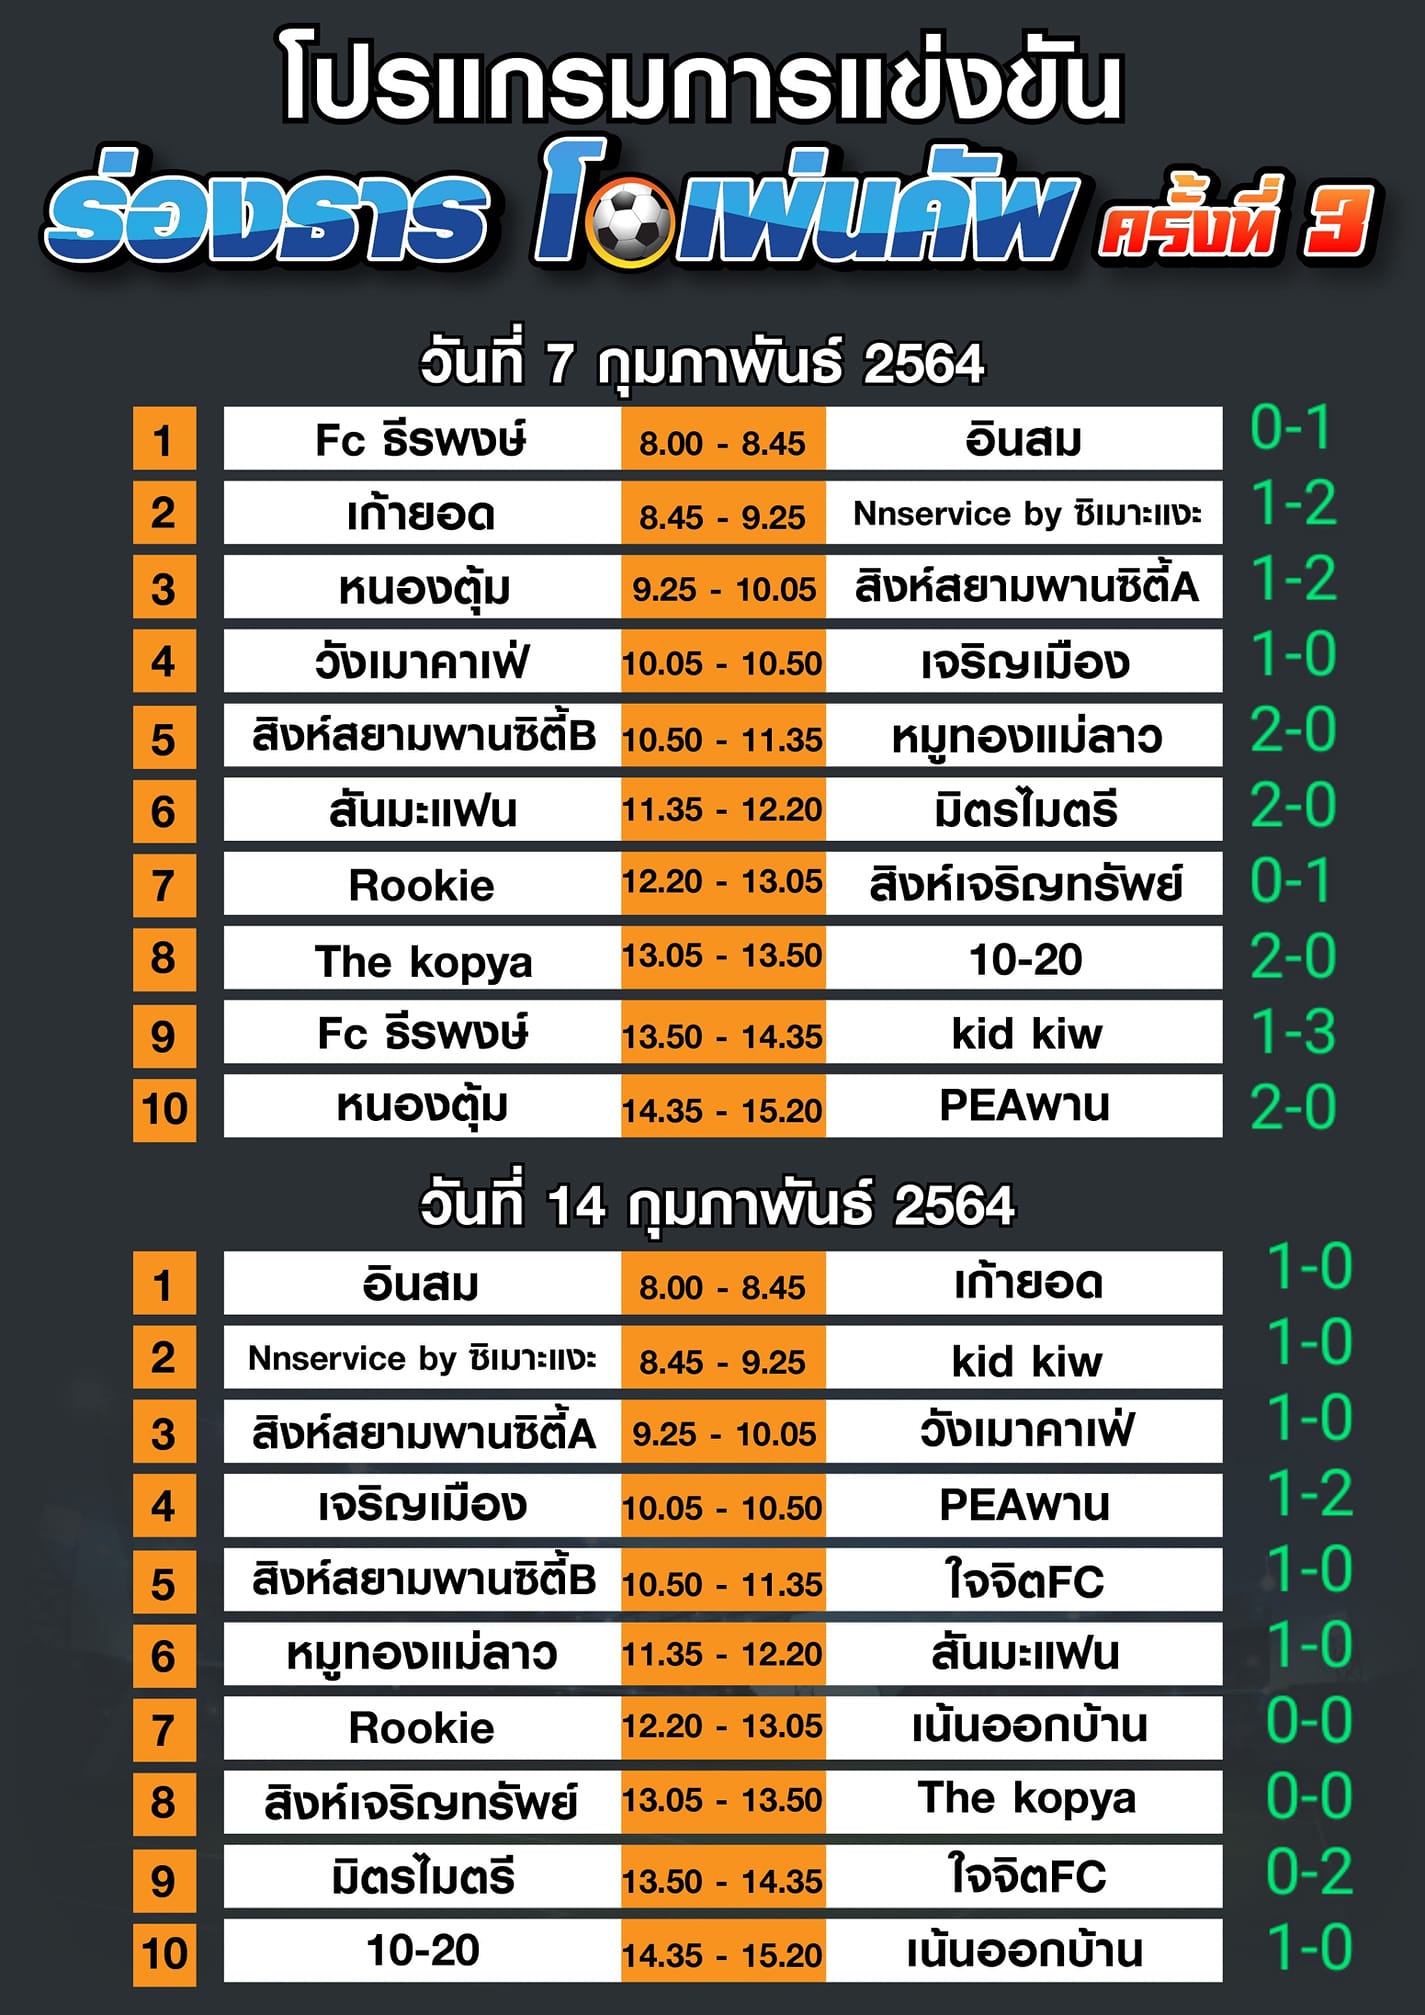 โปรแกรมการแข่งขัน
ร่องธาร โอเพ่นคัพ ครั้งที่ 3
วันที่ 7 กุมภาพันธ์ 2564
1 Fc ธีรพงษ์ 8.00 - 8.45 อินสม 0-1
2 เก้ายอด 8.45 - 9.25 Nnservice by ซิเมาะแงะ 1-2
3 หนองตุ้ม 9.25 - 10.05 สิงห์สยามพานซิตี้A 1-2
4 วังเมาคาเฟ่ 10.05 - 10.50 เจริญเมือง 1-0
5 สิงห์สยามพานซิตี้B 10.50 - 11.35 หมูทองแม่ลาว 2-0
6 สันมะแฟน 11.35 - 12.20 มิตรไมตรี 2-0
7 Rookie 12.20 - 13.05 สิงห์เจริญทรัพย์ 0-1
8 The kopya 13.05 - 13.50 10-20 2-0
9 Fc ธีรพงษ์ 13.50 - 14.35 kid kiw 1-3
10 หนองตุ้ม 14.35 - 15.20 PEAพาน 2-0
วันที่ 14 กุมภาพันธ์ 2564
1 อินสม 8.00 - 8.45 เก้ายอด 1-0
2 Nnservice by ซิเมาะแงะ 8.45 - 9.25 kid kiw 1-0
3 สิงห์สยามพานซิตี้A 9.25 - 10.05 วังเมาคาเฟ่ 1-0
4 เจริญเมือง 10.05 - 10.50 PEAพาน 1-2
5 สิงห์สยามพานซิตี้B 10.50 - 11.35 ใจจิตFC 1-0
6 หมูทองแม่ลาว 11.35 - 12.20 สันมะแฟน 1-0
7 Rookie 12.20 - 13.05 เน้นออกบ้าน 0-0
8 สิงห์เจริญทรัพย์ 13.05 - 13.50 The kopya 0-0
9 มิตรไมตรี 13.50 - 14.35 ใจจิตFC 0-2
10 10-20 14.35 - 15.20 เน้นออกบ้าน 1-0